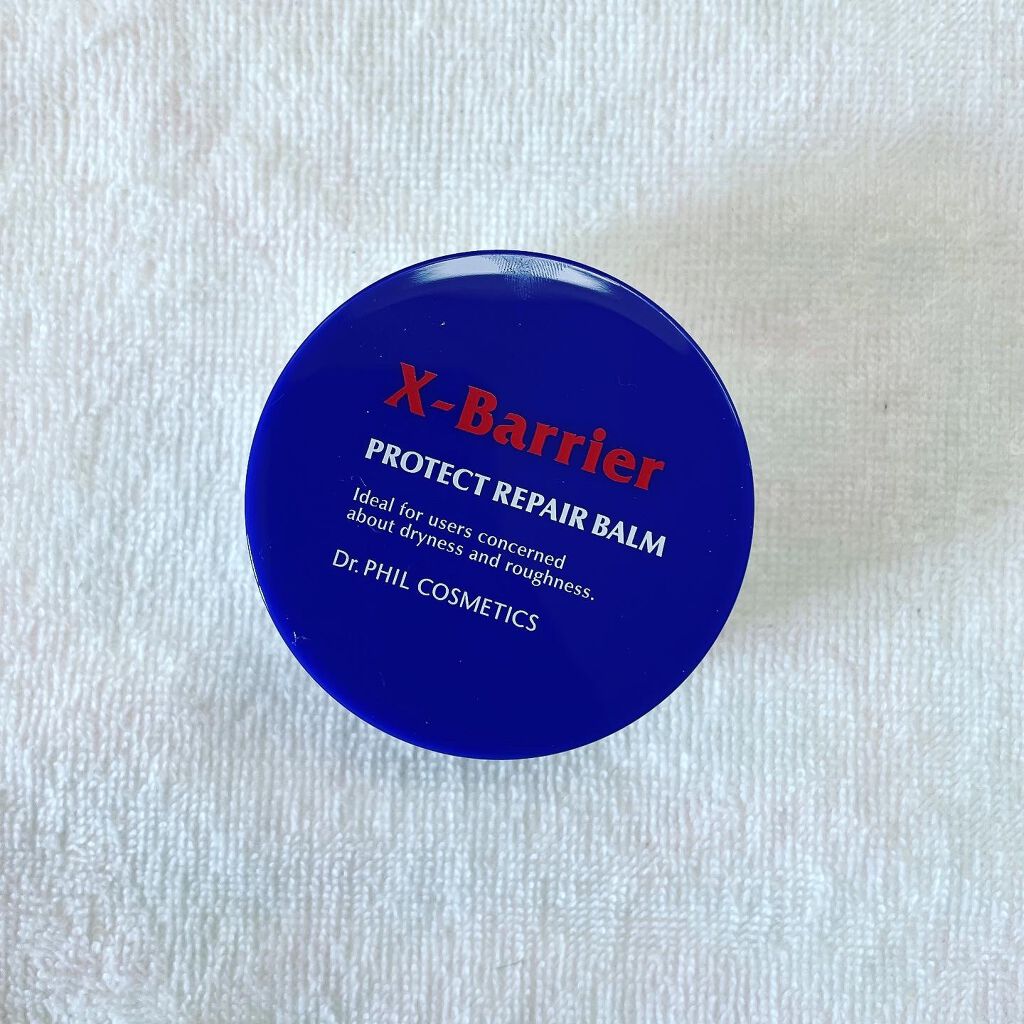 X-Barrier
PROTECT REPAIR BALM
Ideal for users concerned
about dryness and roughness.
Dr. PHIL COSMETICS